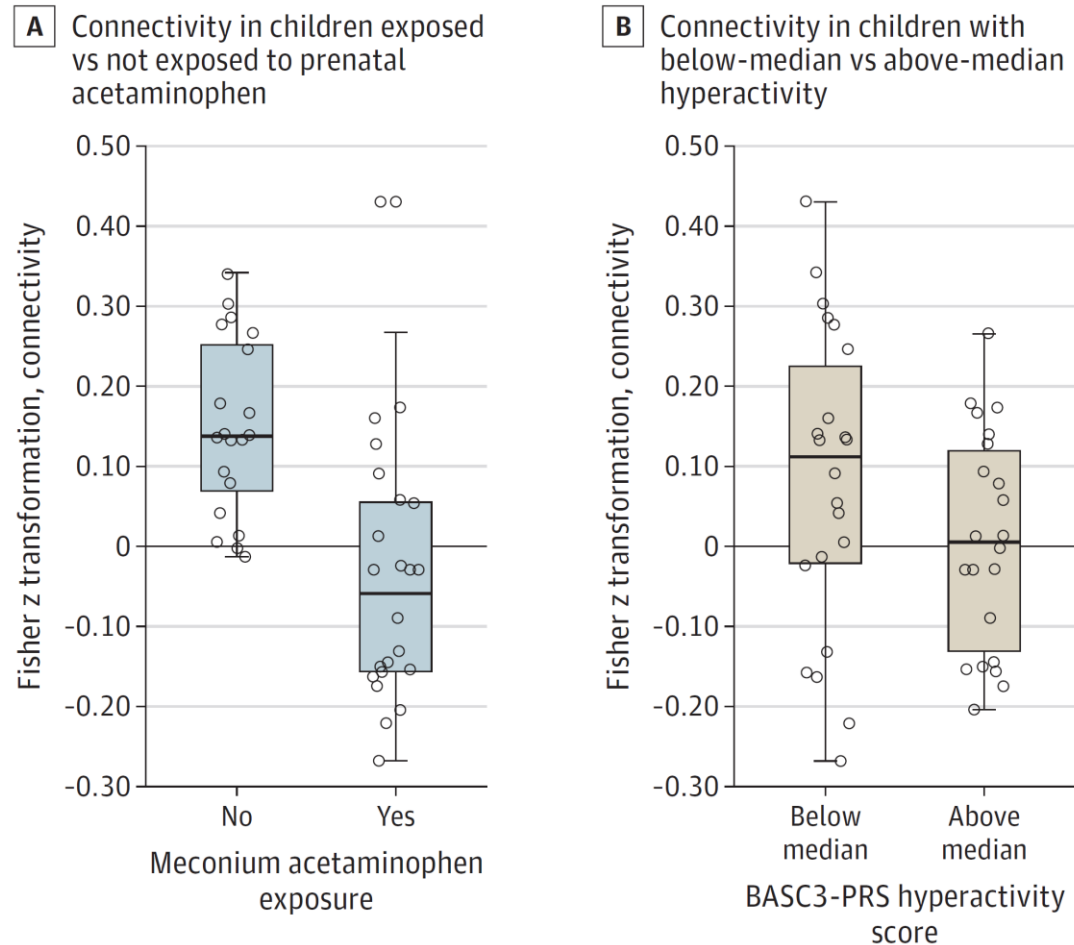 A Connectivity in children exposed
vs not exposed to prenatal
acetaminophen
Fisher z transformation, connectivity
0.50
0.40
0.30
0.20
0.10
0
-0.10
-0.20
-0.30
No Yes
Meconium acetaminophen
exposure
B Connectivity in children with
below-median vs above-median
hyperactivity
Fisher z transformation, connectivity
0.50
0.40
0.30
0.20
0.10
0
-0.10
-0.20
-0.30
Below Above
median median
BASC3-PRS hyperactivity
score